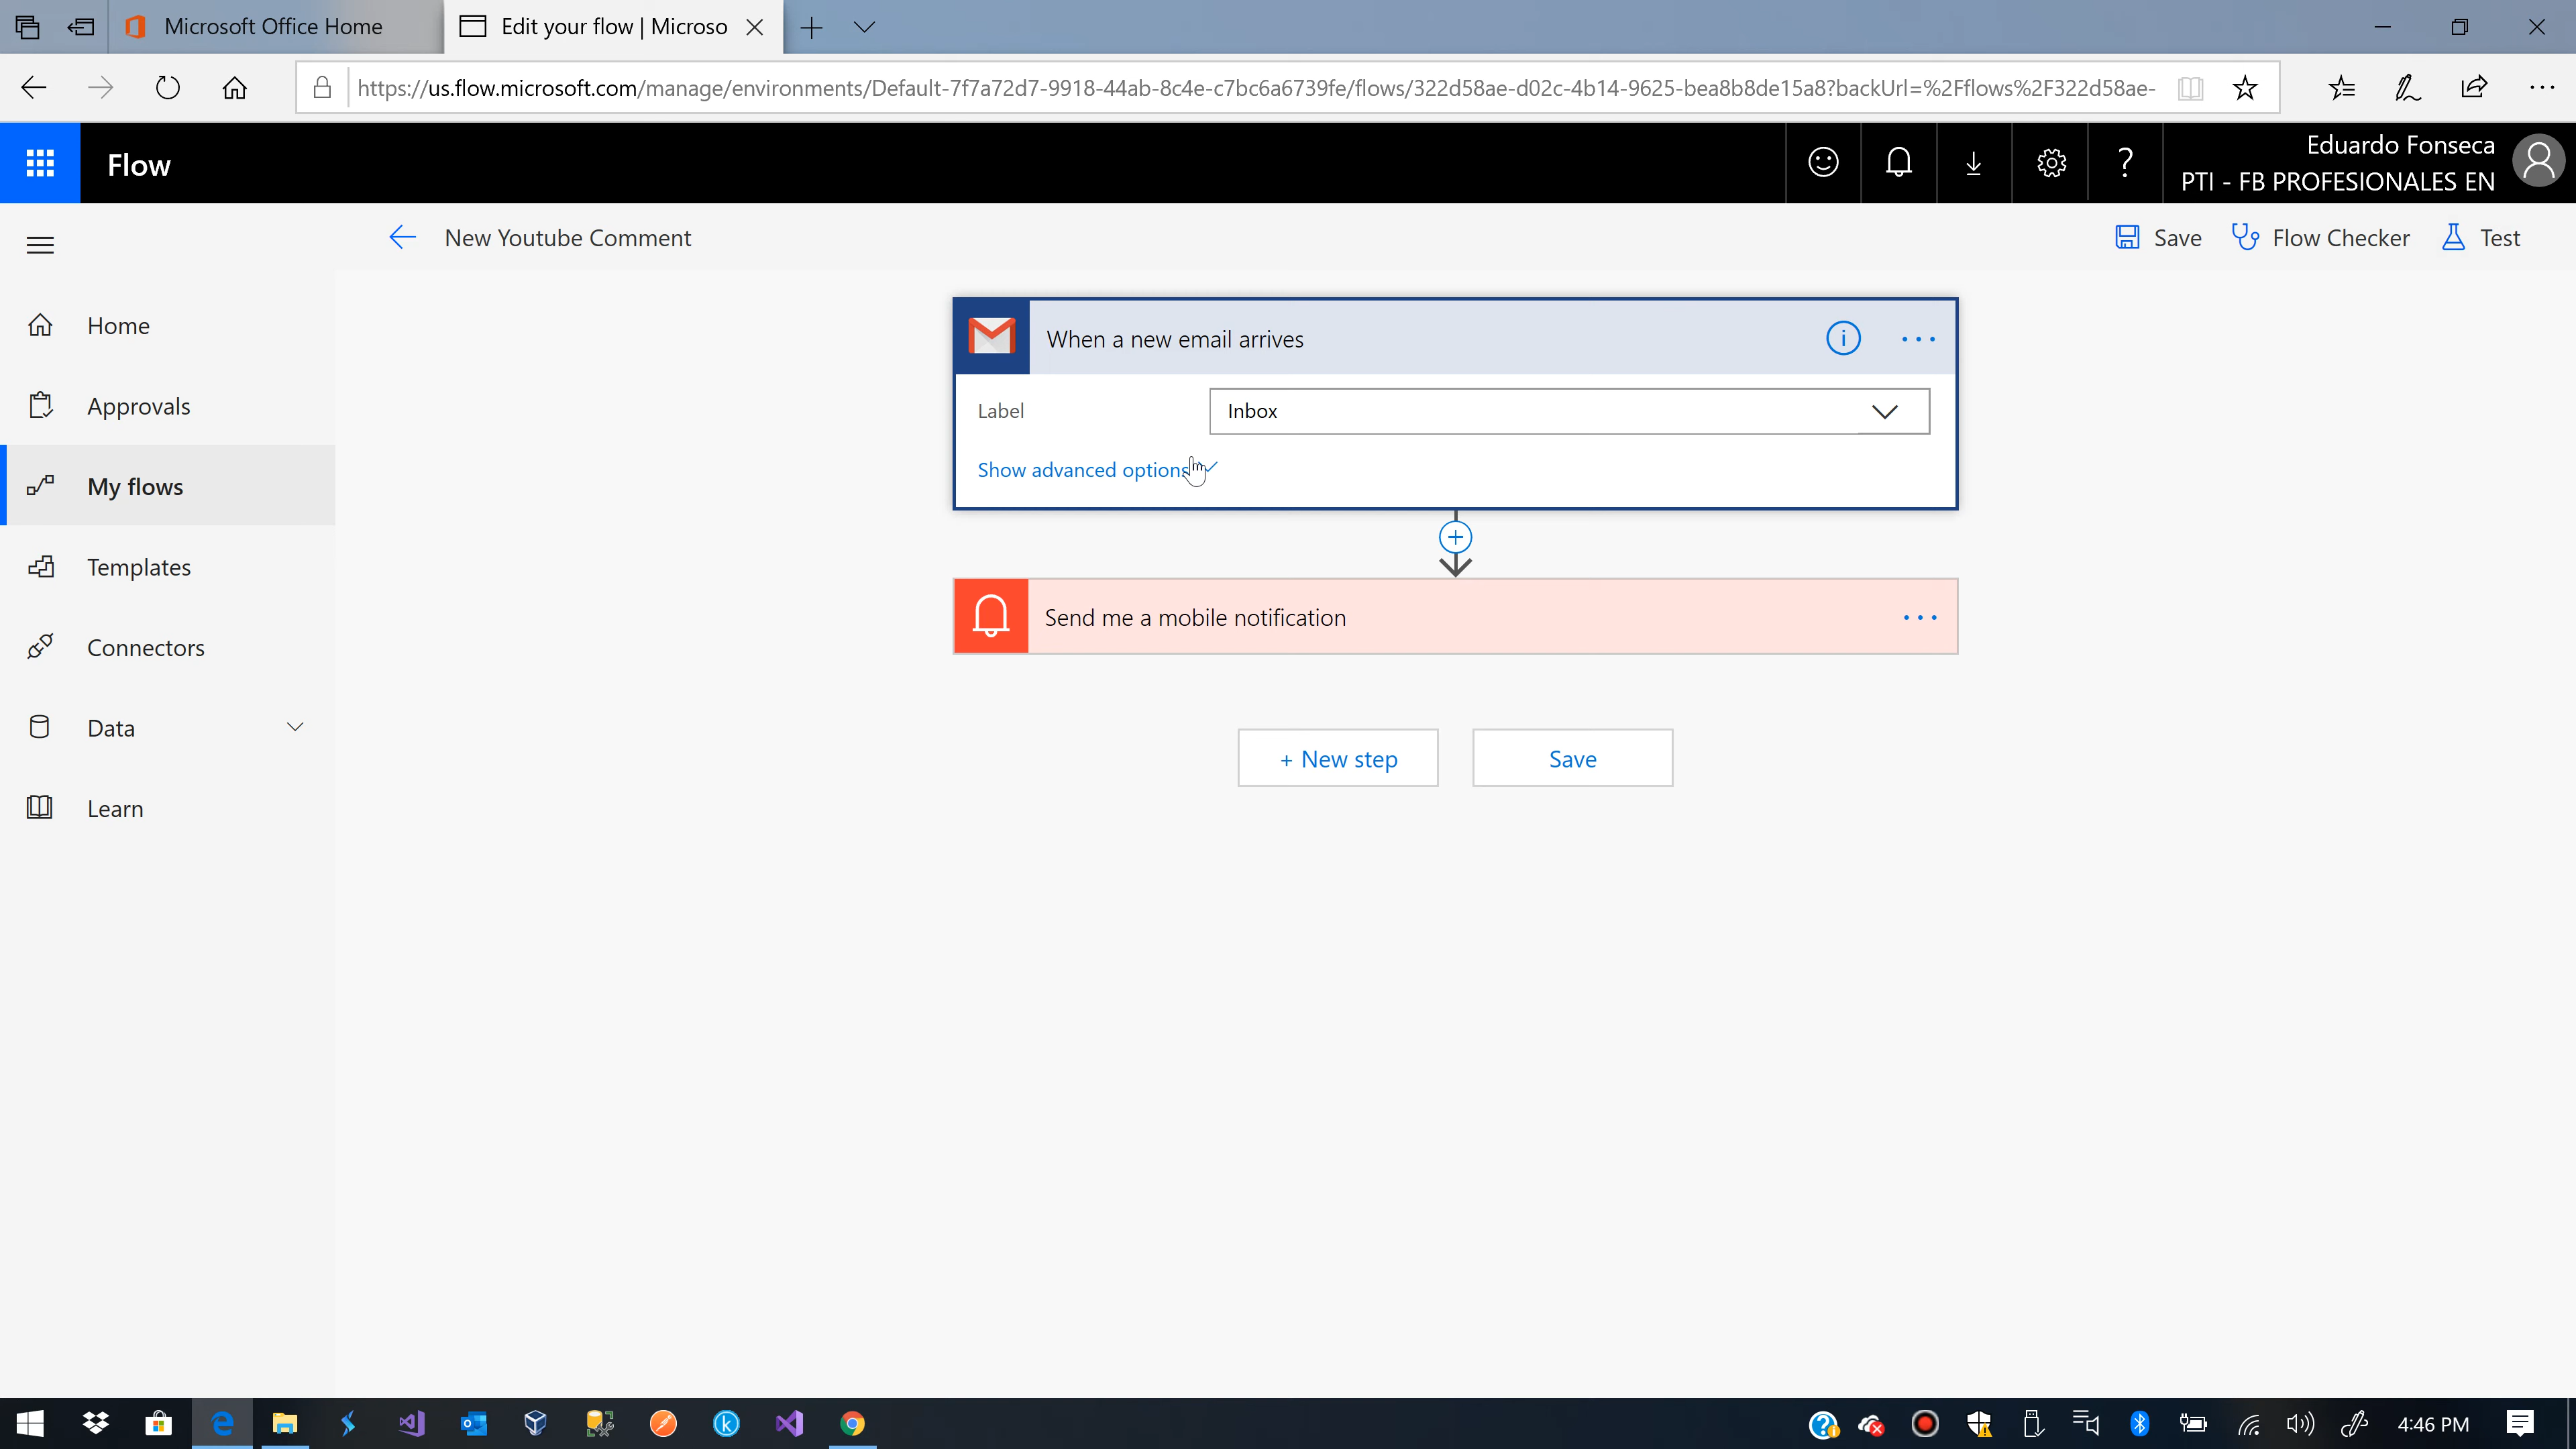 Microsoft Office Home
Edit your flow | Microso
https://us.flow.microsoft.com/manage/environments/Default-7f7a72d7-9918-44ab-8c4e-c7bc6a6739fe/flows/322d58ae-d02c-4b14-9625-bea8b8de15a8?backUrl=%2Fflows%2F322d58ae-
Flow
Eduardo Fonseca
PTI - FB PROFESIONALES EN
New Youtube Comment
Save
Flow Checker
Test
Home
Approvals
My flows
Templates
Connectors
Data
Learn
When a new email arrives
Label
Inbox
Show advanced options
Send me a mobile notification
+ New step
Save
4:46 PM